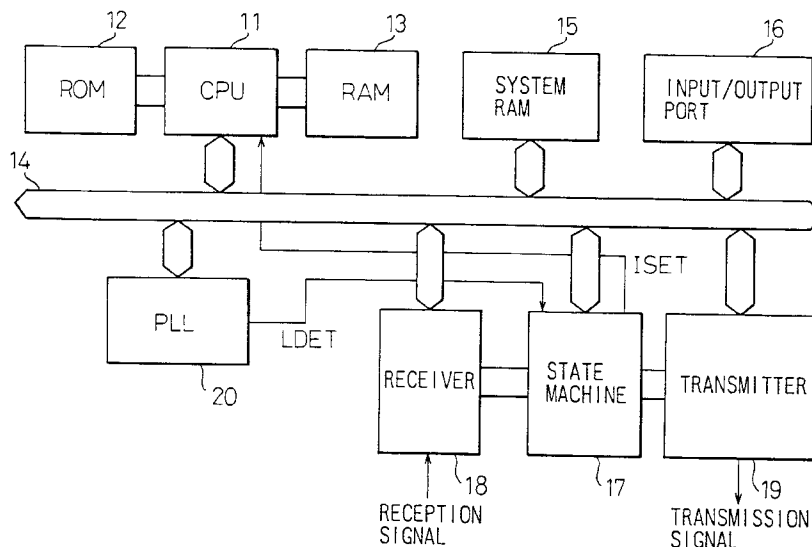 12
11
13
15
16
ROM
CPU
RAM
SYSTEM
RAM
INPUT/OUTPUT
PORT
14
ISET
PLL
LDET
20
RECEIVER
STATE
MACHINE
TRANSMITTER
18
17
19
RECEPTION
SIGNAL
TRANSMISSION
SIGNAL